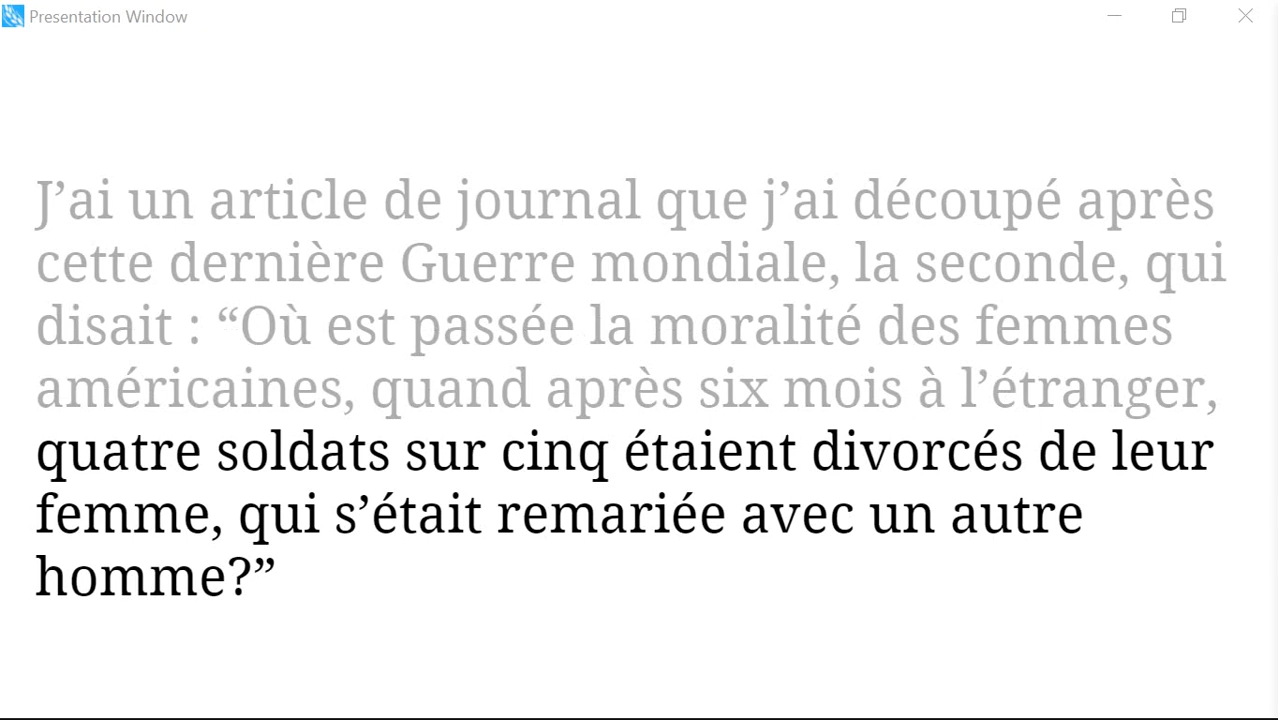 Presentation Window
J’ai un article de journal que j’ai découpé après
cette dernière Guerre mondiale, la seconde, qui
disait : “Où est passée la moralité des femmes
américaines, quand après six mois à l’étranger,
quatre soldats sur cinq étaient divorcés de leur
femme, qui s’était remariée avec un autre
homme?”